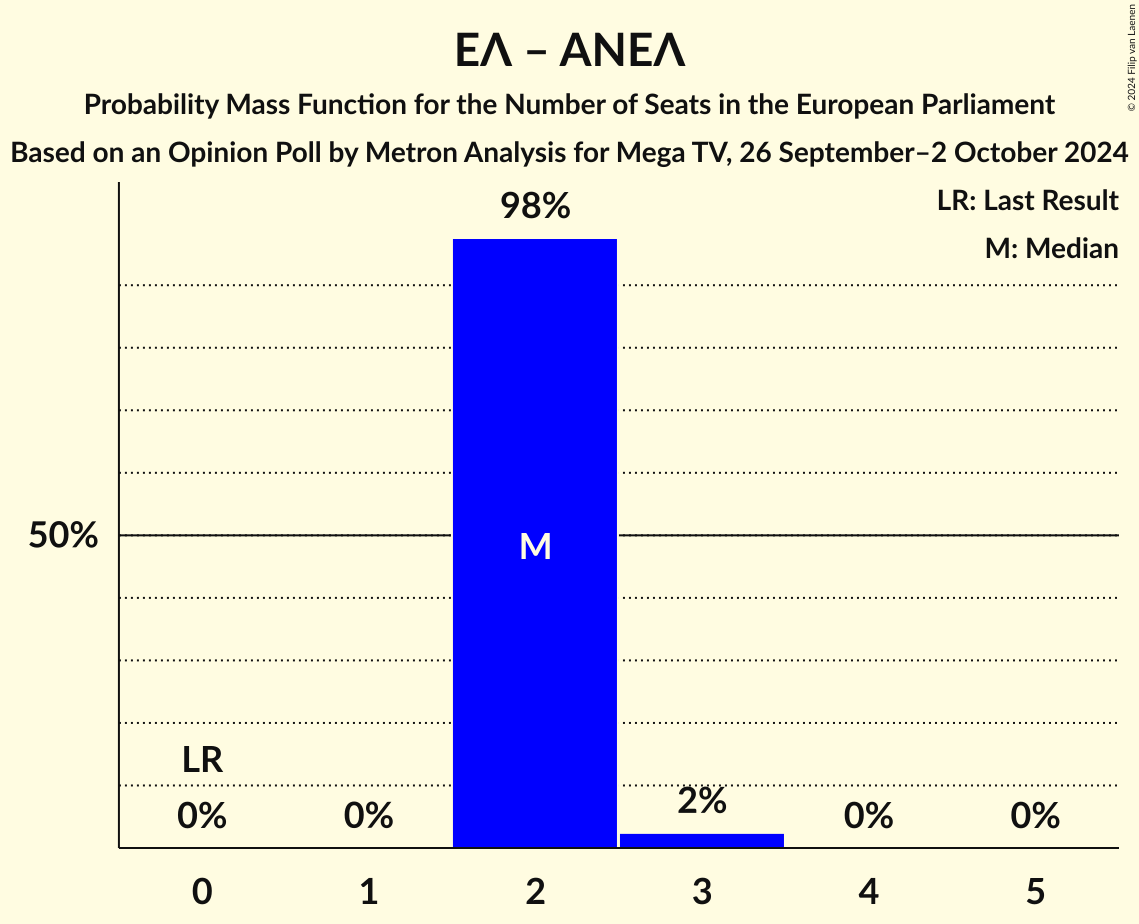 ΕΛ – ΑΝΕΛ
Probability Mass Function for the Number of Seats in the European Parliament
Based on an Opinion Poll by Metron Analysis for Mega TV, 26 September–2 October 2024
© 2024 Filip van Laenen
LR: Last Result
M: Median
98%
50%
M
LR
0%
0%
2%
0%
0%
0 1 2 3 4 5